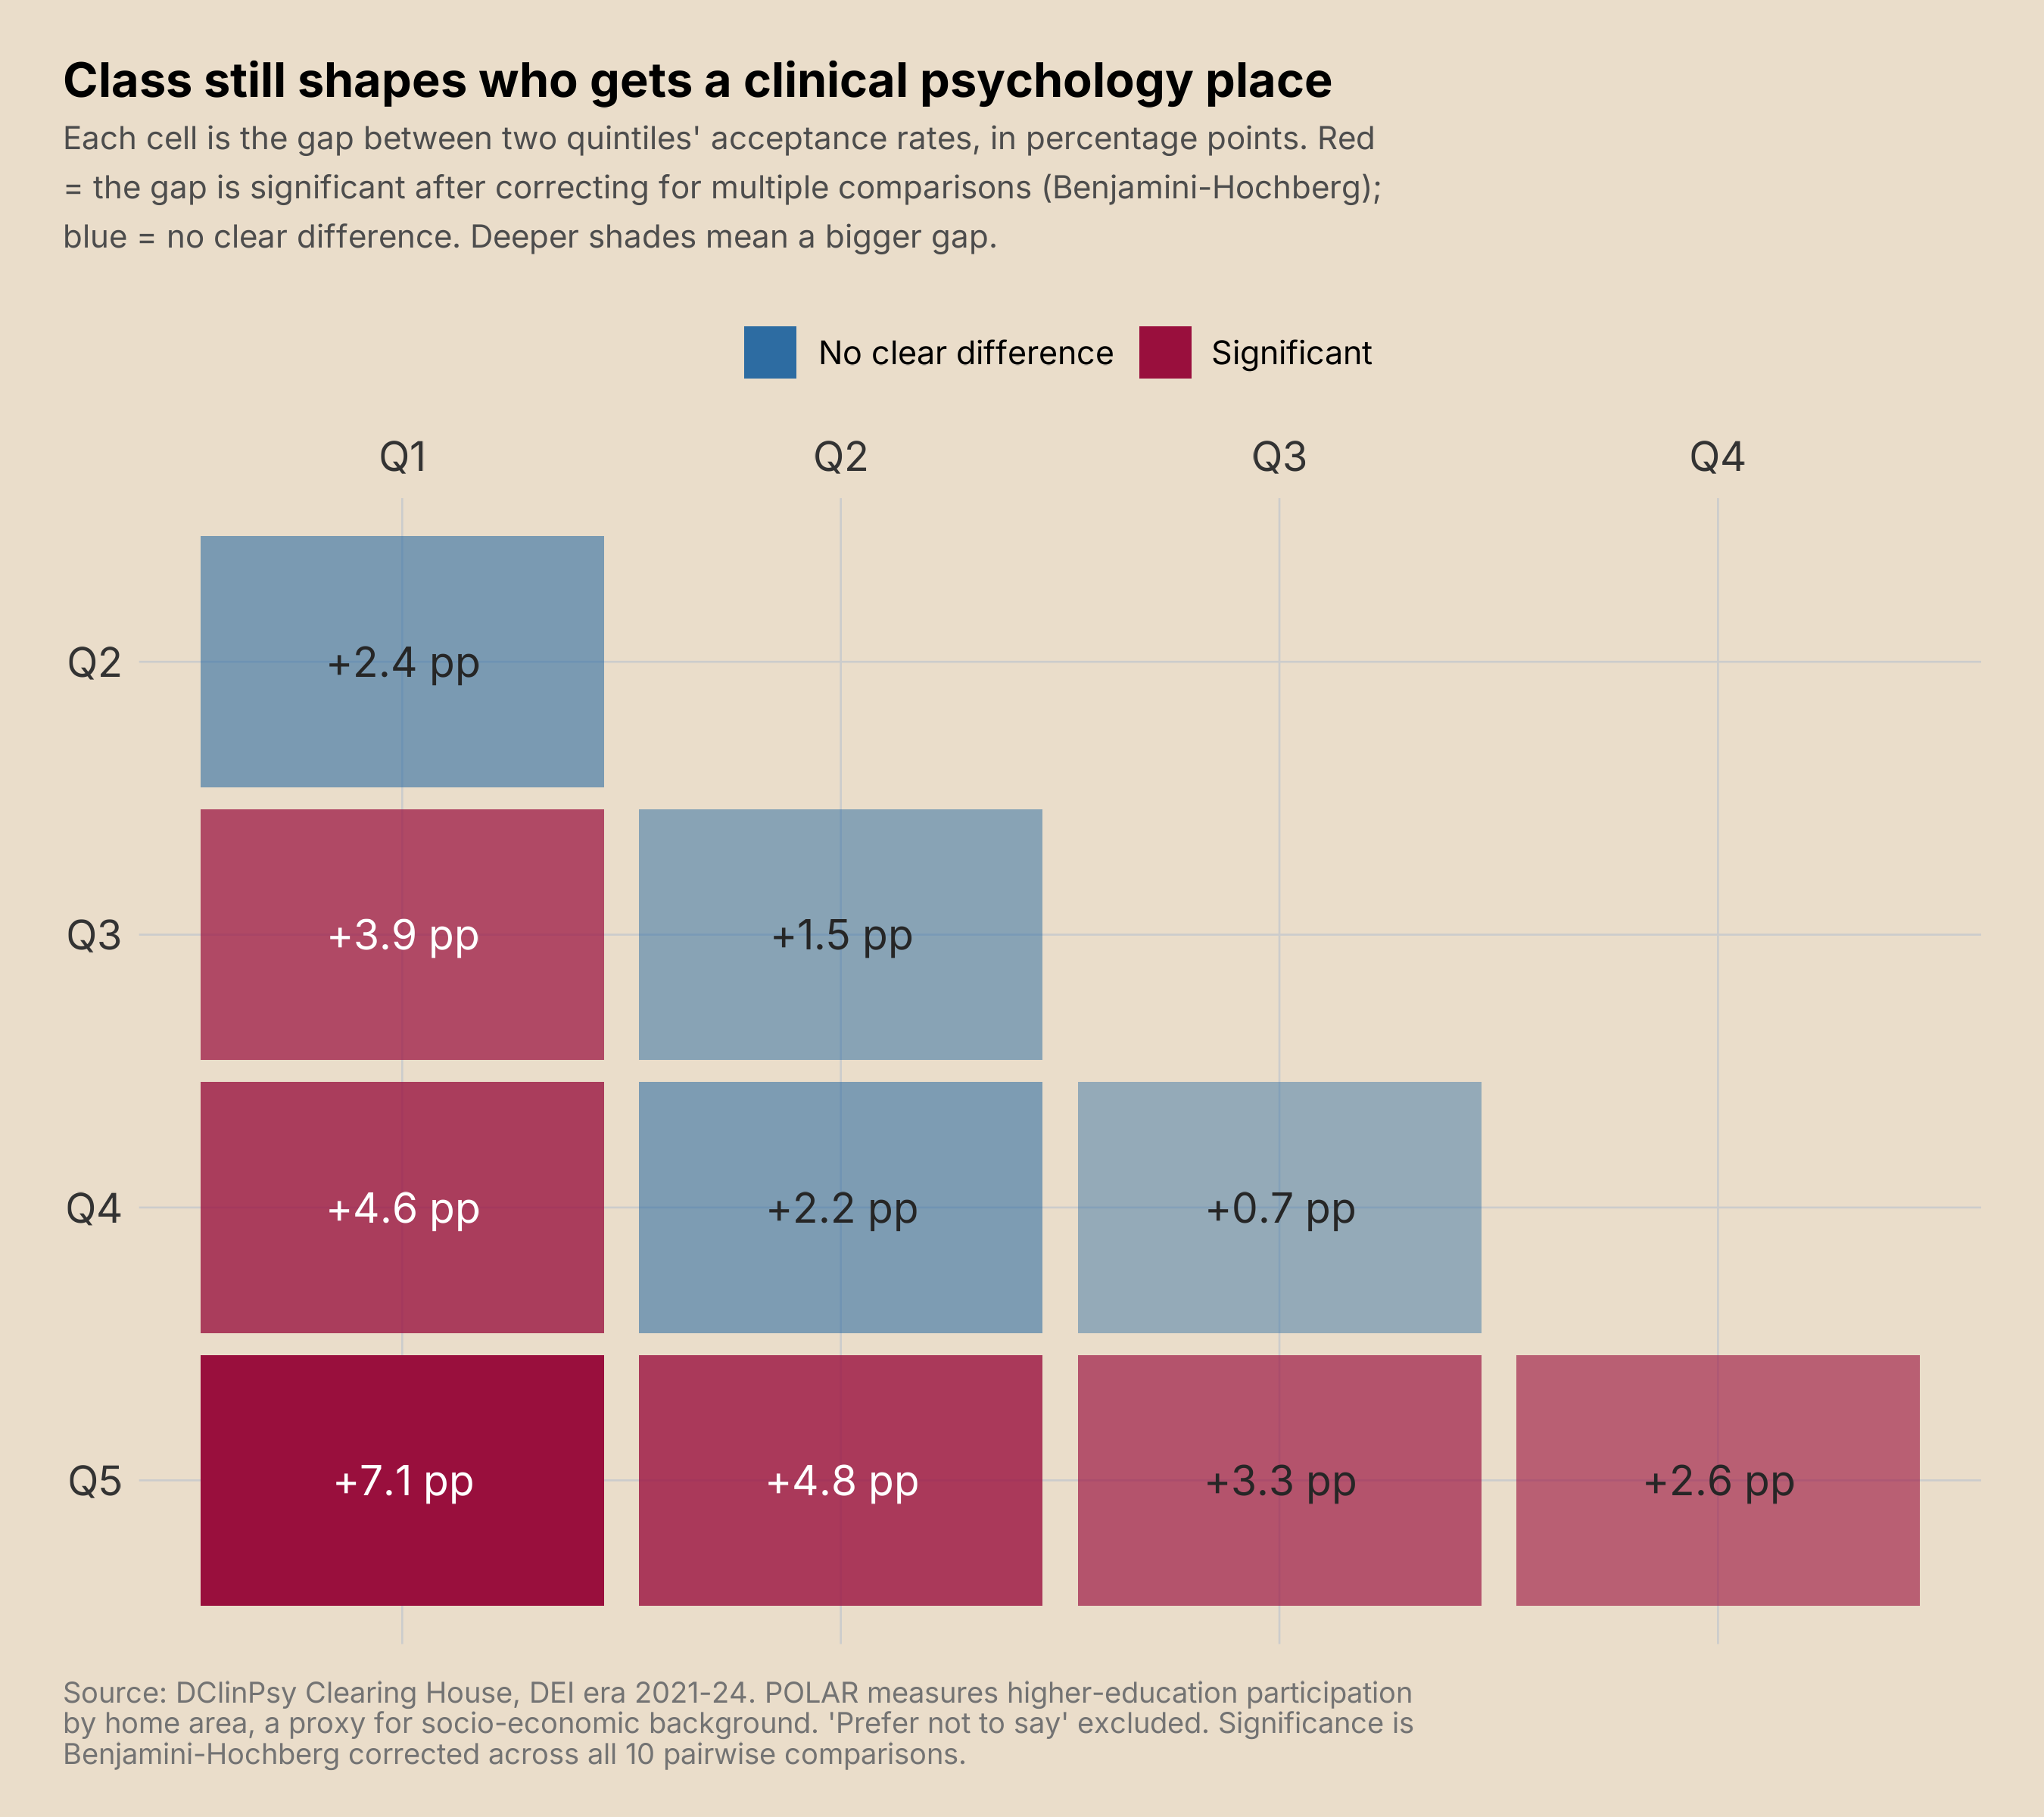 Class still shapes who gets a clinical psychology place
Each cell is the gap between two quintiles' acceptance rates, in percentage points. Red
= the gap is significant after correcting for multiple comparisons (Benjamini-Hochberg);
blue = no clear difference. Deeper shades mean a bigger gap.
No clear difference Significant
Q1 Q2 Q3 Q4
Q2 +2.4 pp
Q3 +3.9 pp +1.5 pp
Q4 +4.6 pp +2.2 pp +0.7 pp
Q5 +7.1 pp +4.8 pp +3.3 pp +2.6 pp
Source: DClinPsy Clearing House, DEI era 2021-24. POLAR measures higher-education participation
by home area, a proxy for socio-economic background. 'Prefer not to say' excluded. Significance is
Benjamini-Hochberg corrected across all 10 pairwise comparisons.